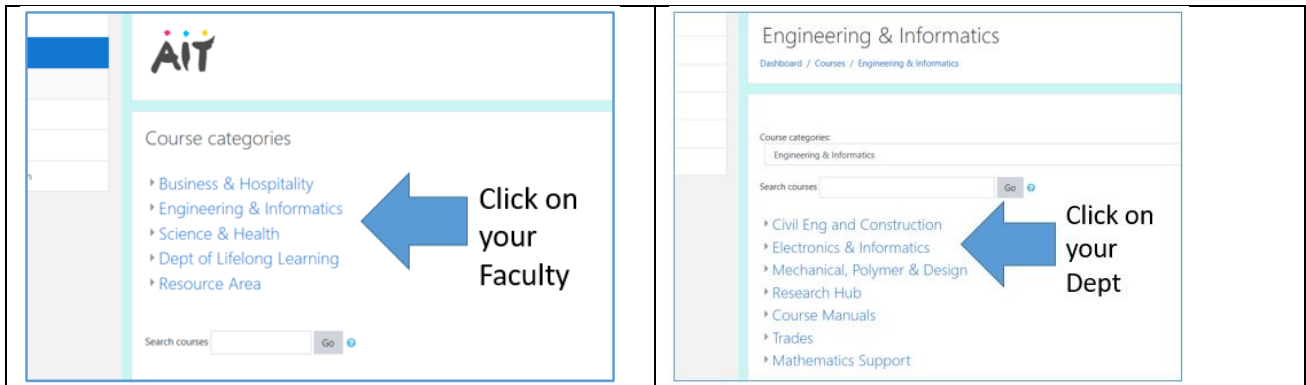 AIT
Course categories
Business & Hospitality
Engineering & Informatics
Science & Health
Dept of Lifelong Learning
Resource Area
Search courses Go
Click on
your
Faculty
Engineering & Informatics
Dashboard / Courses / Engineering & Informatics
Course categories:
Engineering & Informatics
Search courses Go
Civil Eng and Construction
Electronics & Informatics
Mechanical, Polymer & Design
Research Hub
Course Manuals
Trades
Mathematics Support
Click on
your
Dept